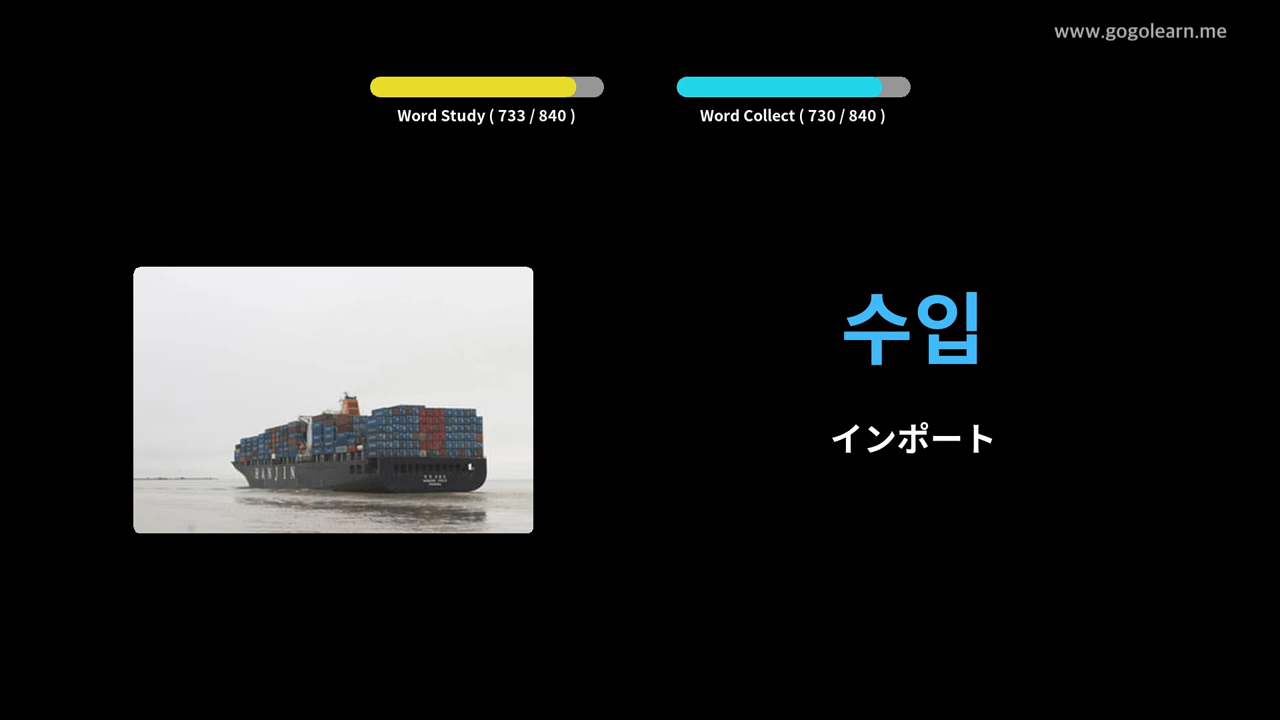 www.gogolearn.me
Word Study ( 733 / 840 )
Word Collect ( 730 / 840 )
수입
インポート
HANJIN